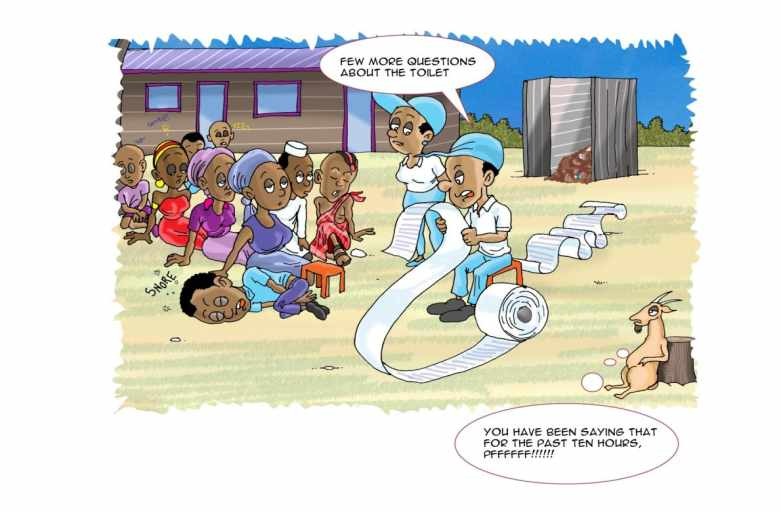 FEW MORE QUESTIONS
ABOUT THE TOILET
SNORE
YOU HAVE BEEN SAYING THAT
FOR THE PAST TEN HOURS,
PFFFFFF!!!!!!